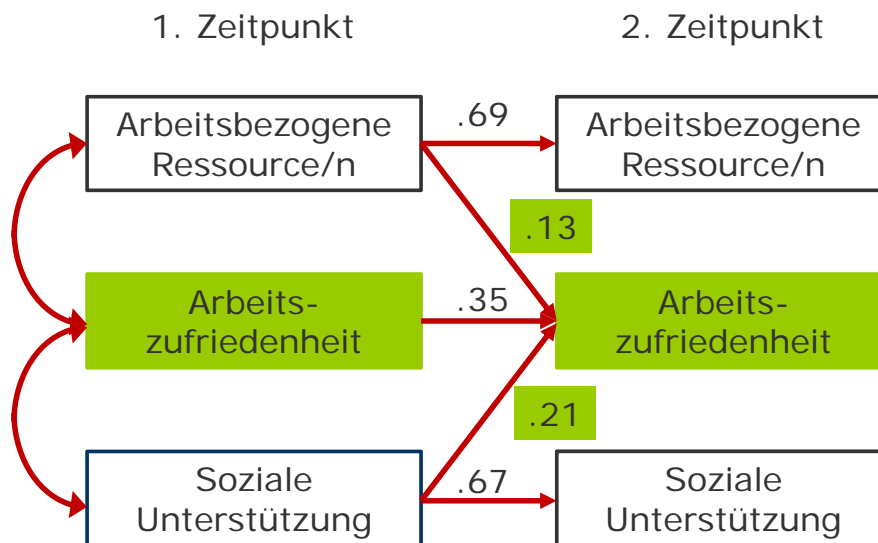 1. Zeitpunkt
2. Zeitpunkt
Arbeitsbezogene
Ressource/n
.69
Arbeitsbezogene
Ressource/n
.13
Arbeits-
zufriedenheit
.35
Arbeits-
zufriedenheit
.21
Soziale
Unterstützung
.67
Soziale
Unterstützung